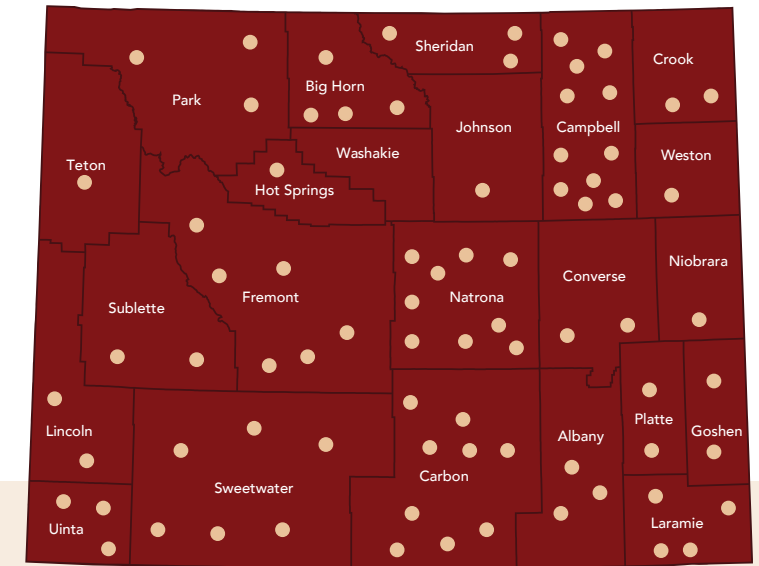 Sheridan
Crook
Big Horn
Park
Johnson
Campbell
Washakie
Weston
Teton
Hot Springs
Niobrara
Converse
Fremont
Natrona
Sublette
Platte
Lincoln
Goshen
Albany
Carbon
Sweetwater
Laramie
Uinta